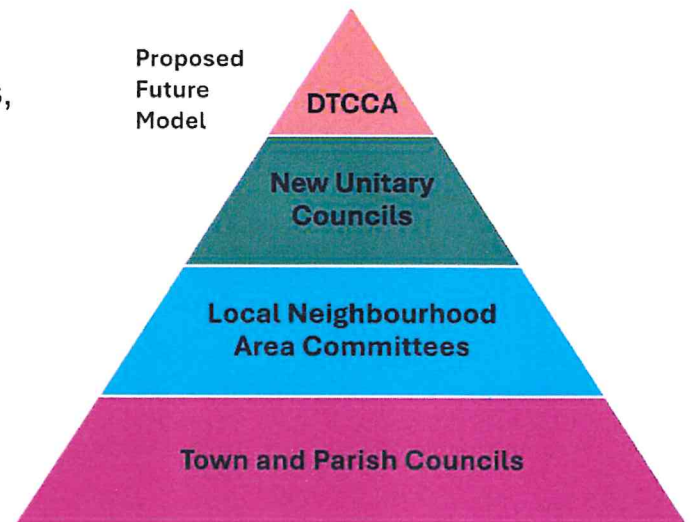 s,
Proposed
Future
Model
DTCCA
New Unitary
Councils
Local Neighbourhood
Area Committees
Town and Parish Councils